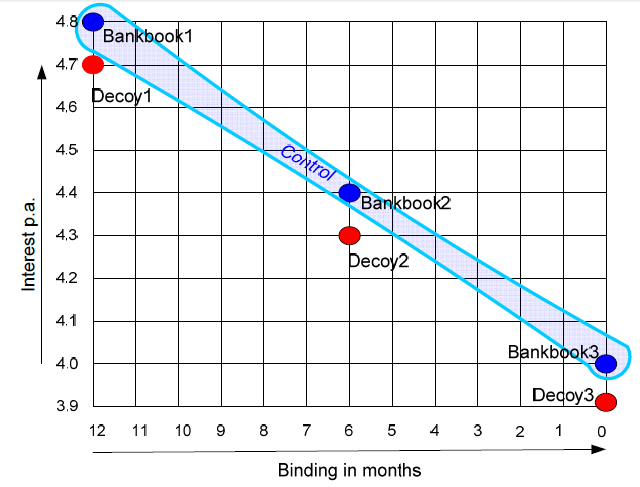 4.8
Bankbook1
4.7
Decoy1
4.6
4.5
Control
4.4
Bankbook2
4.3
Decoy2
4.2
4.1
Bankbook3
4.0
Decoy3
3.9
Interest p.a.
12 11 10 9 8 7 6 5 4 3 2 1 0
Binding in months